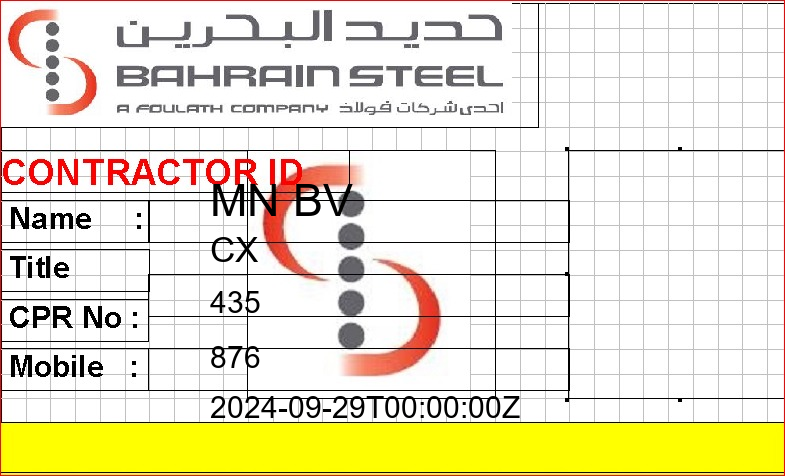 حديد البحرين
BAHRAIN STEEL
A FOULATH COMPANY احدى شركات فولاذ
CONTRACTOR ID
MN BV
Name :
CX
Title
435
CPR No :
876
Mobile :
2024-09-29T00:00:00Z